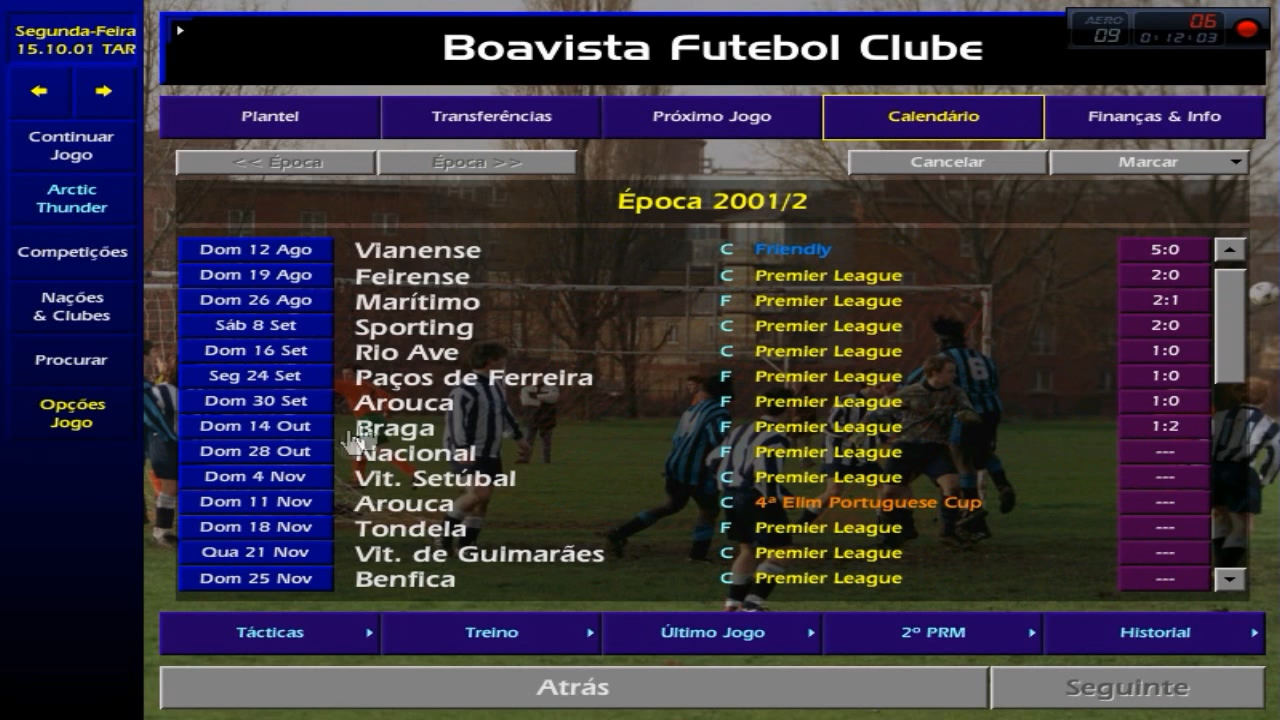 Segunda-Feira
15.10.01 TAR
Boavista Futebol Clube
AERO
09
06
0:12:03
Plantel
Transferências
Próximo Jogo
Calendário
Finanças & Info
Continuar
Jogo
Arctic
Thunder
Competições
Nações
& Clubes
Procurar
Opções
Jogo
<< Época
Época >>
Cancelar
Marcar
Época 2001/2
Dom 12 Ago Vianense C Friendly 5:0
Dom 19 Ago Feirense C Premier League 2:0
Dom 26 Ago Marítimo F Premier League 2:1
Sáb 8 Set Sporting C Premier League 2:0
Dom 16 Set Rio Ave C Premier League 1:0
Seg 24 Set Paços de Ferreira F Premier League 1:0
Dom 30 Set Arouca F Premier League 1:0
Dom 14 Out Braga F Premier League 1:2
Dom 28 Out Nacional F Premier League ---
Dom 4 Nov Vit. Setúbal C Premier League ---
Dom 11 Nov Arouca C 4ª Elim Portuguese Cup ---
Dom 18 Nov Tondela F Premier League ---
Qua 21 Nov Vit. de Guimarães C Premier League ---
Dom 25 Nov Benfica C Premier League ---
Tácticas
Treino
Último Jogo
2º PRM
Historial
Atrás
Seguinte